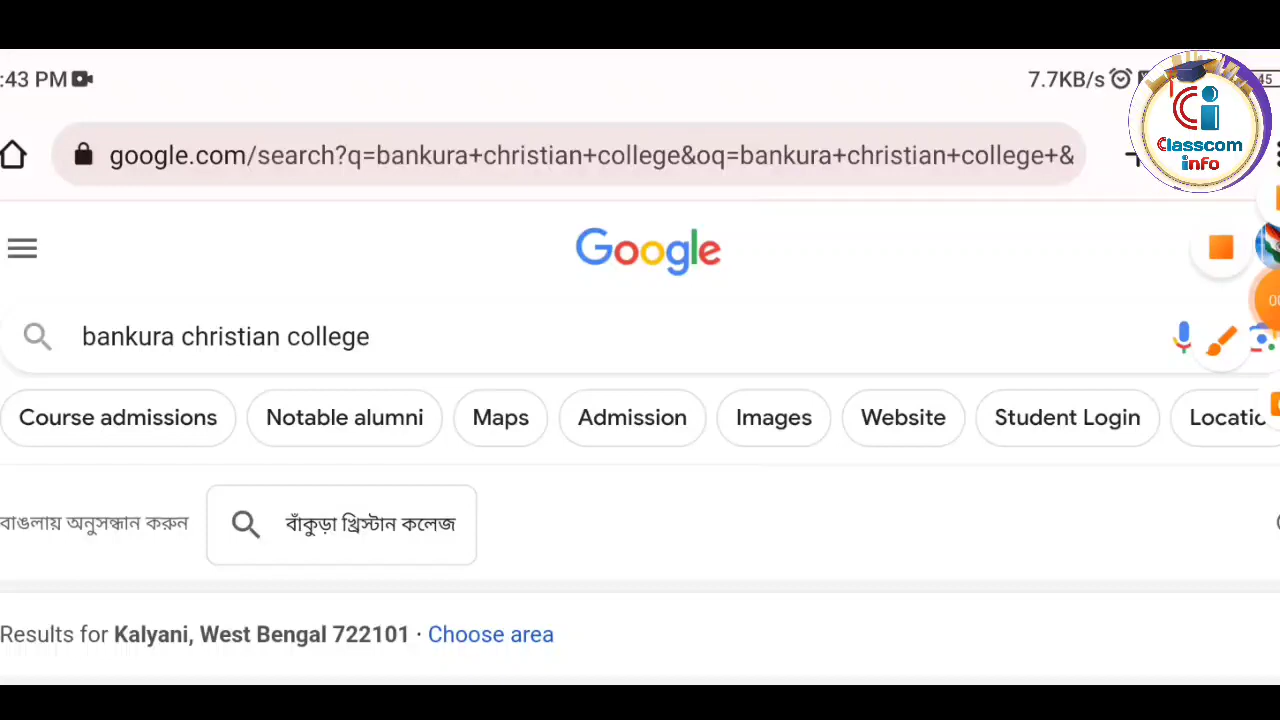 :43 PM
7.7KB/s
45
Classcom
info
google.com/search?q=bankura+christian+college&oq=bankura+christian+college+&
Google
bankura christian college
Course admissions
Notable alumni
Maps
Admission
Images
Website
Student Login
Locatic
বাঙলায় অনুসন্ধান করুন
বাঁকুড়া খ্রিস্টান কলেজ
Results for Kalyani, West Bengal 722101 · Choose area